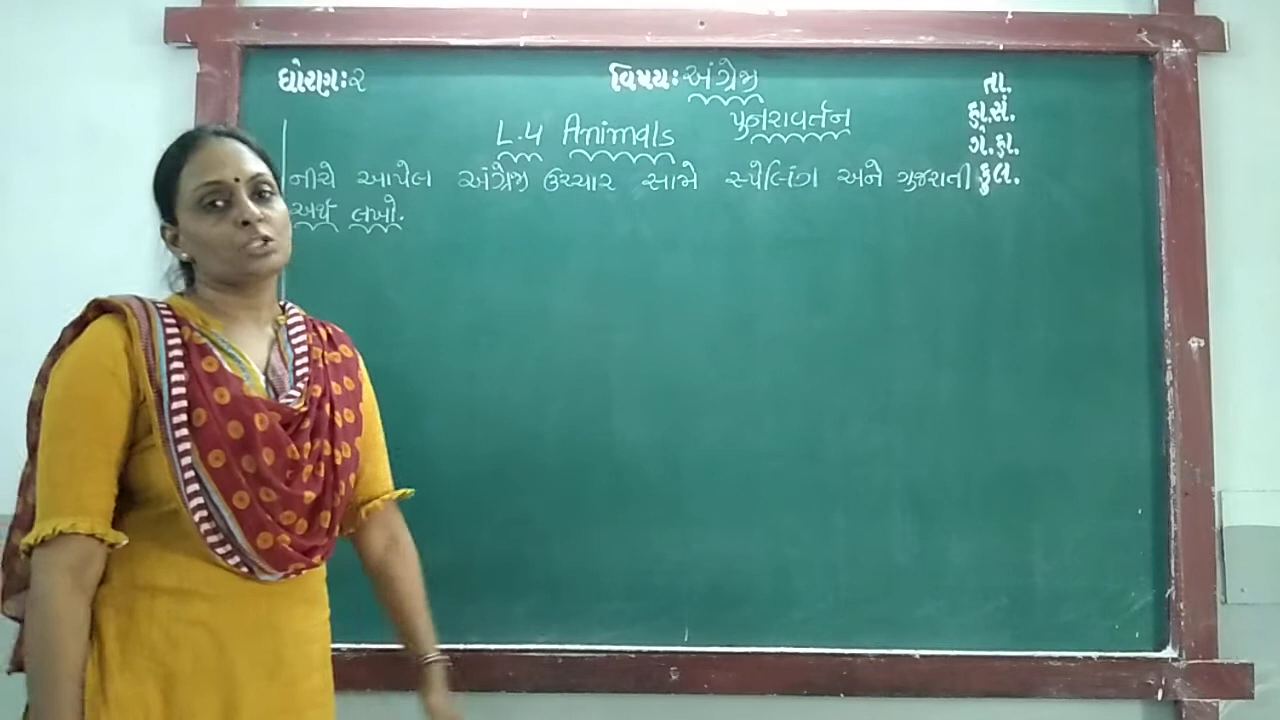 ધોરણ:૨
વિષય: અંગ્રેજી
તા.
હા.સં.
ગે.હા.
કુલ.
પુનરાવર્તન
L.4 Animals
નીચે આપેલ અંગ્રેજી ઉચ્ચાર સામે સ્પેલિંગ અને ગુજરાતી
અર્થ લખો.